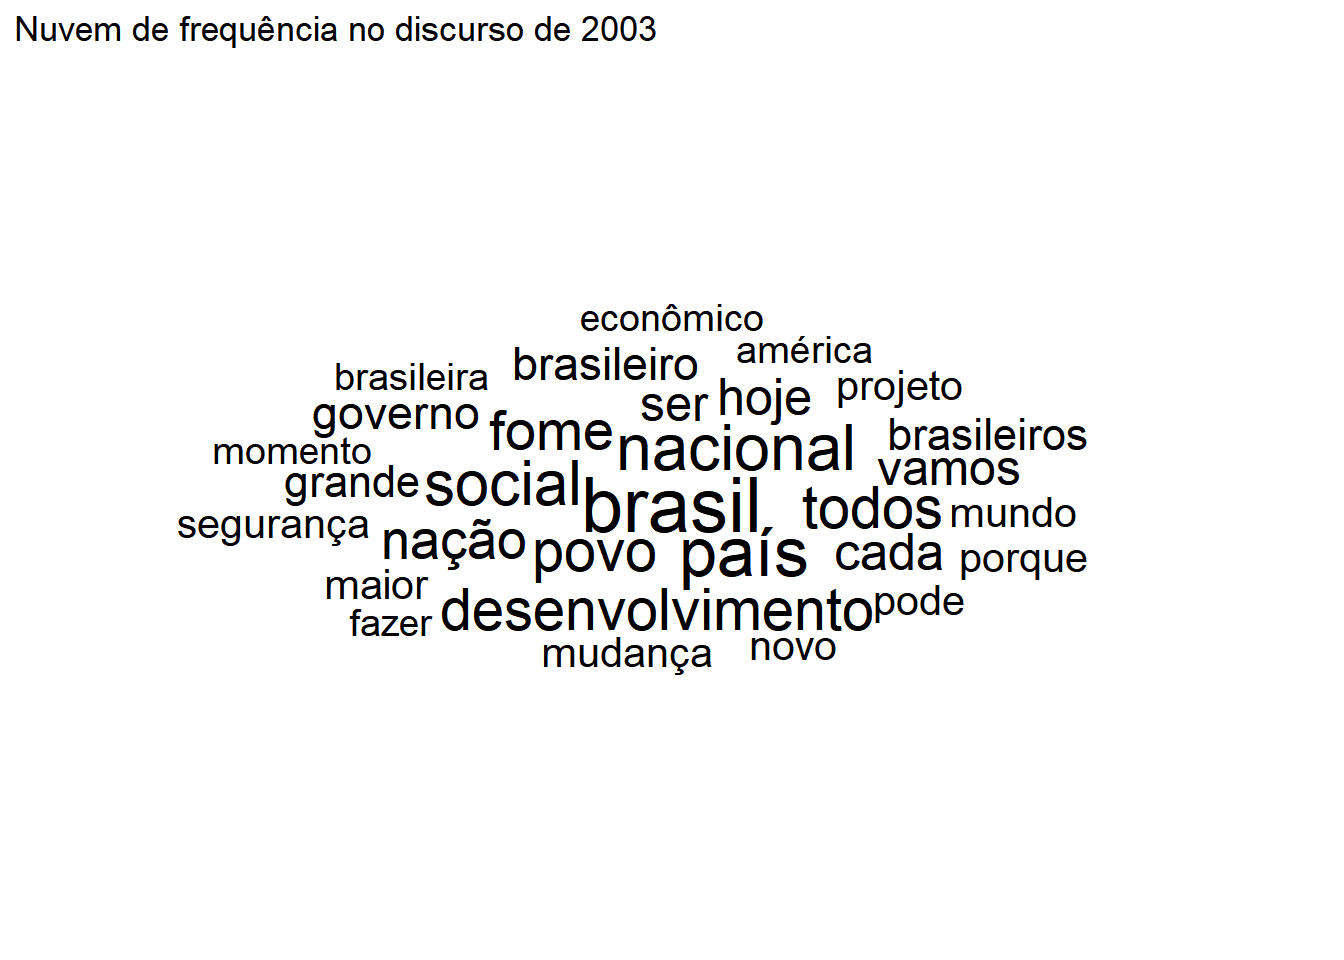 Nuvem de frequência no discurso de 2003
econômico
brasileiro américa
brasileira ser hoje projeto
governo fome nacional brasileiros
momento vamos
grande social brasil todos mundo
segurança nação povo país cada porque
maior desenvolvimento pode
fazer mudança novo